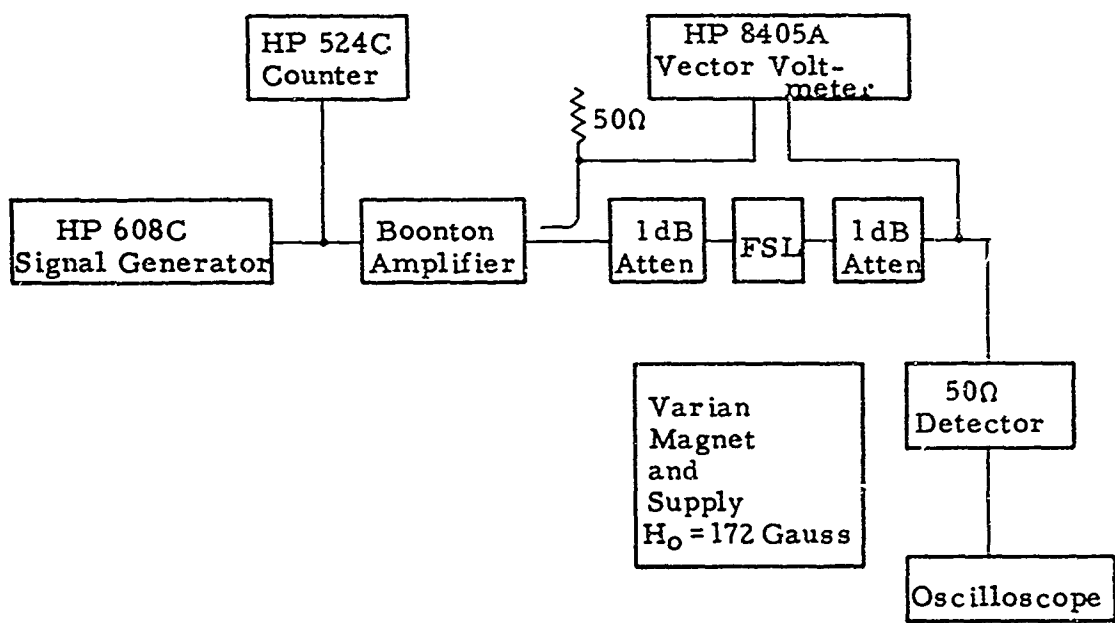 HP 524C
Counter
HP 8405A
Vector Volt-
meter
50Ω
HP 608C
Signal Generator
Boonton
Amplifier
1dB
Atten
FSL
1dB
Atten
Varian
Magnet
and
Supply
H₀ = 172 Gauss
50Ω
Detector
Oscilloscope